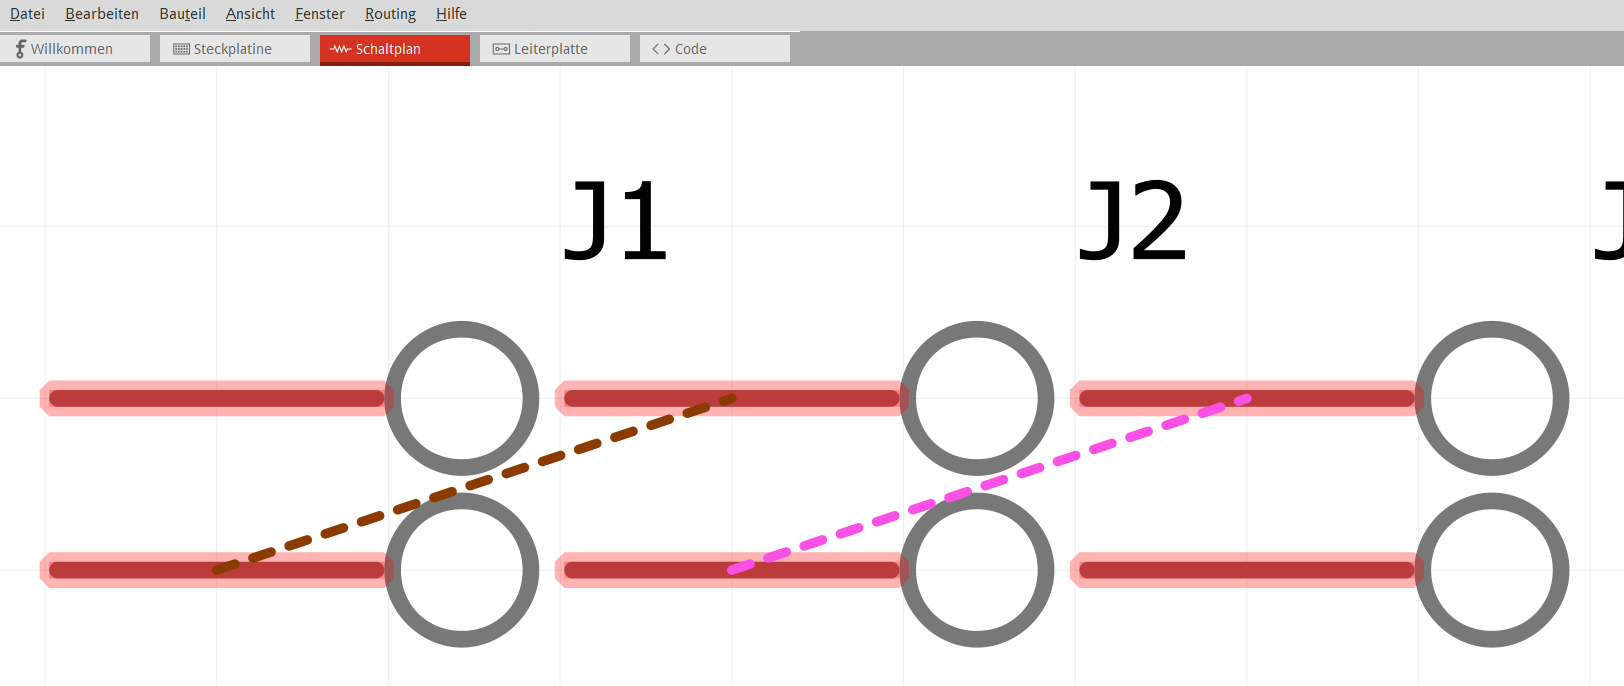 Datei Bearbeiten Bauteil Ansicht Fenster Routing Hilfe
Willkommen Steckplatine Schaltplan Leiterplatte Code
J1 J2 J